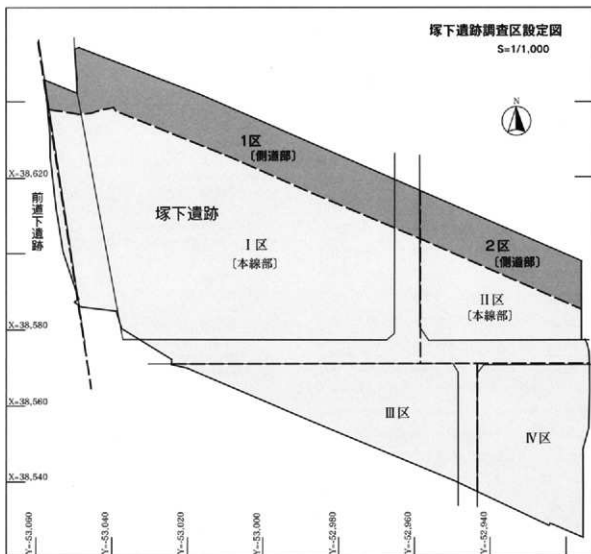 塚下遺跡調査区設定図
S=1/1,000
N
1区
〔側道部〕
X=38,620
前道下遺跡
塚下遺跡
I区
〔本線部〕
2区
〔側道部〕
II区
〔本線部〕
X=38,580
X=38,560
III区
IV区
X=38,540
Y=-53,060
Y=-53,040
Y=-53,020
Y=-53,000
Y=-52,980
Y=-52,960
Y=-52,940